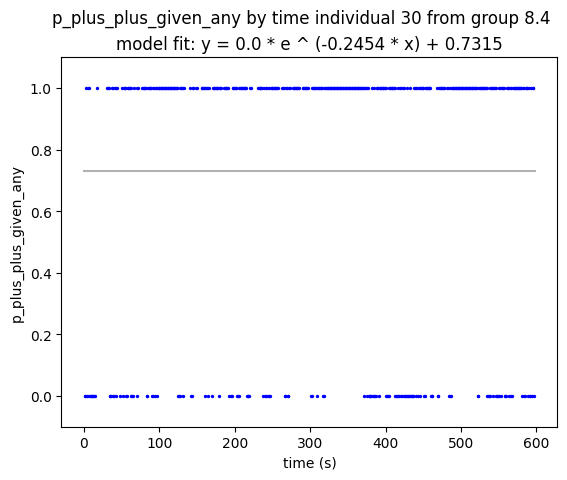 p_plus_plus_given_any by time individual 30 from group 8.4
model fit: y = 0.0 * e ^ (-0.2454 * x) + 0.7315
1.0
0.8
0.6
0.4
0.2
0.0
p_plus_plus_given_any
0 100 200 300 400 500 600
time (s)